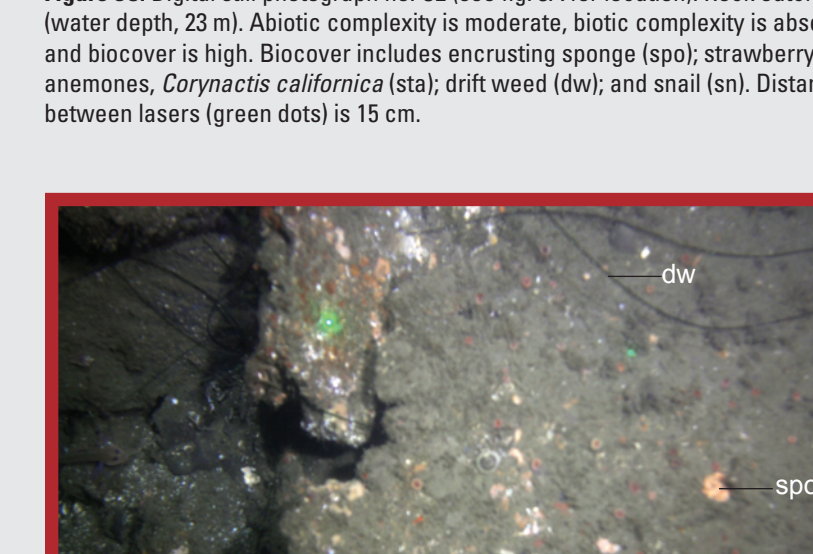 (water depth, 23 m). Abiotic complexity is moderate, biotic complexity is
and biocover is high. Biocover includes encrusting sponge (spo); strawberry
anemones, Corynactis californica (sta); drift weed (dw); and snail (sn).
between lasers (green dots) is 15 cm.
dw
spo